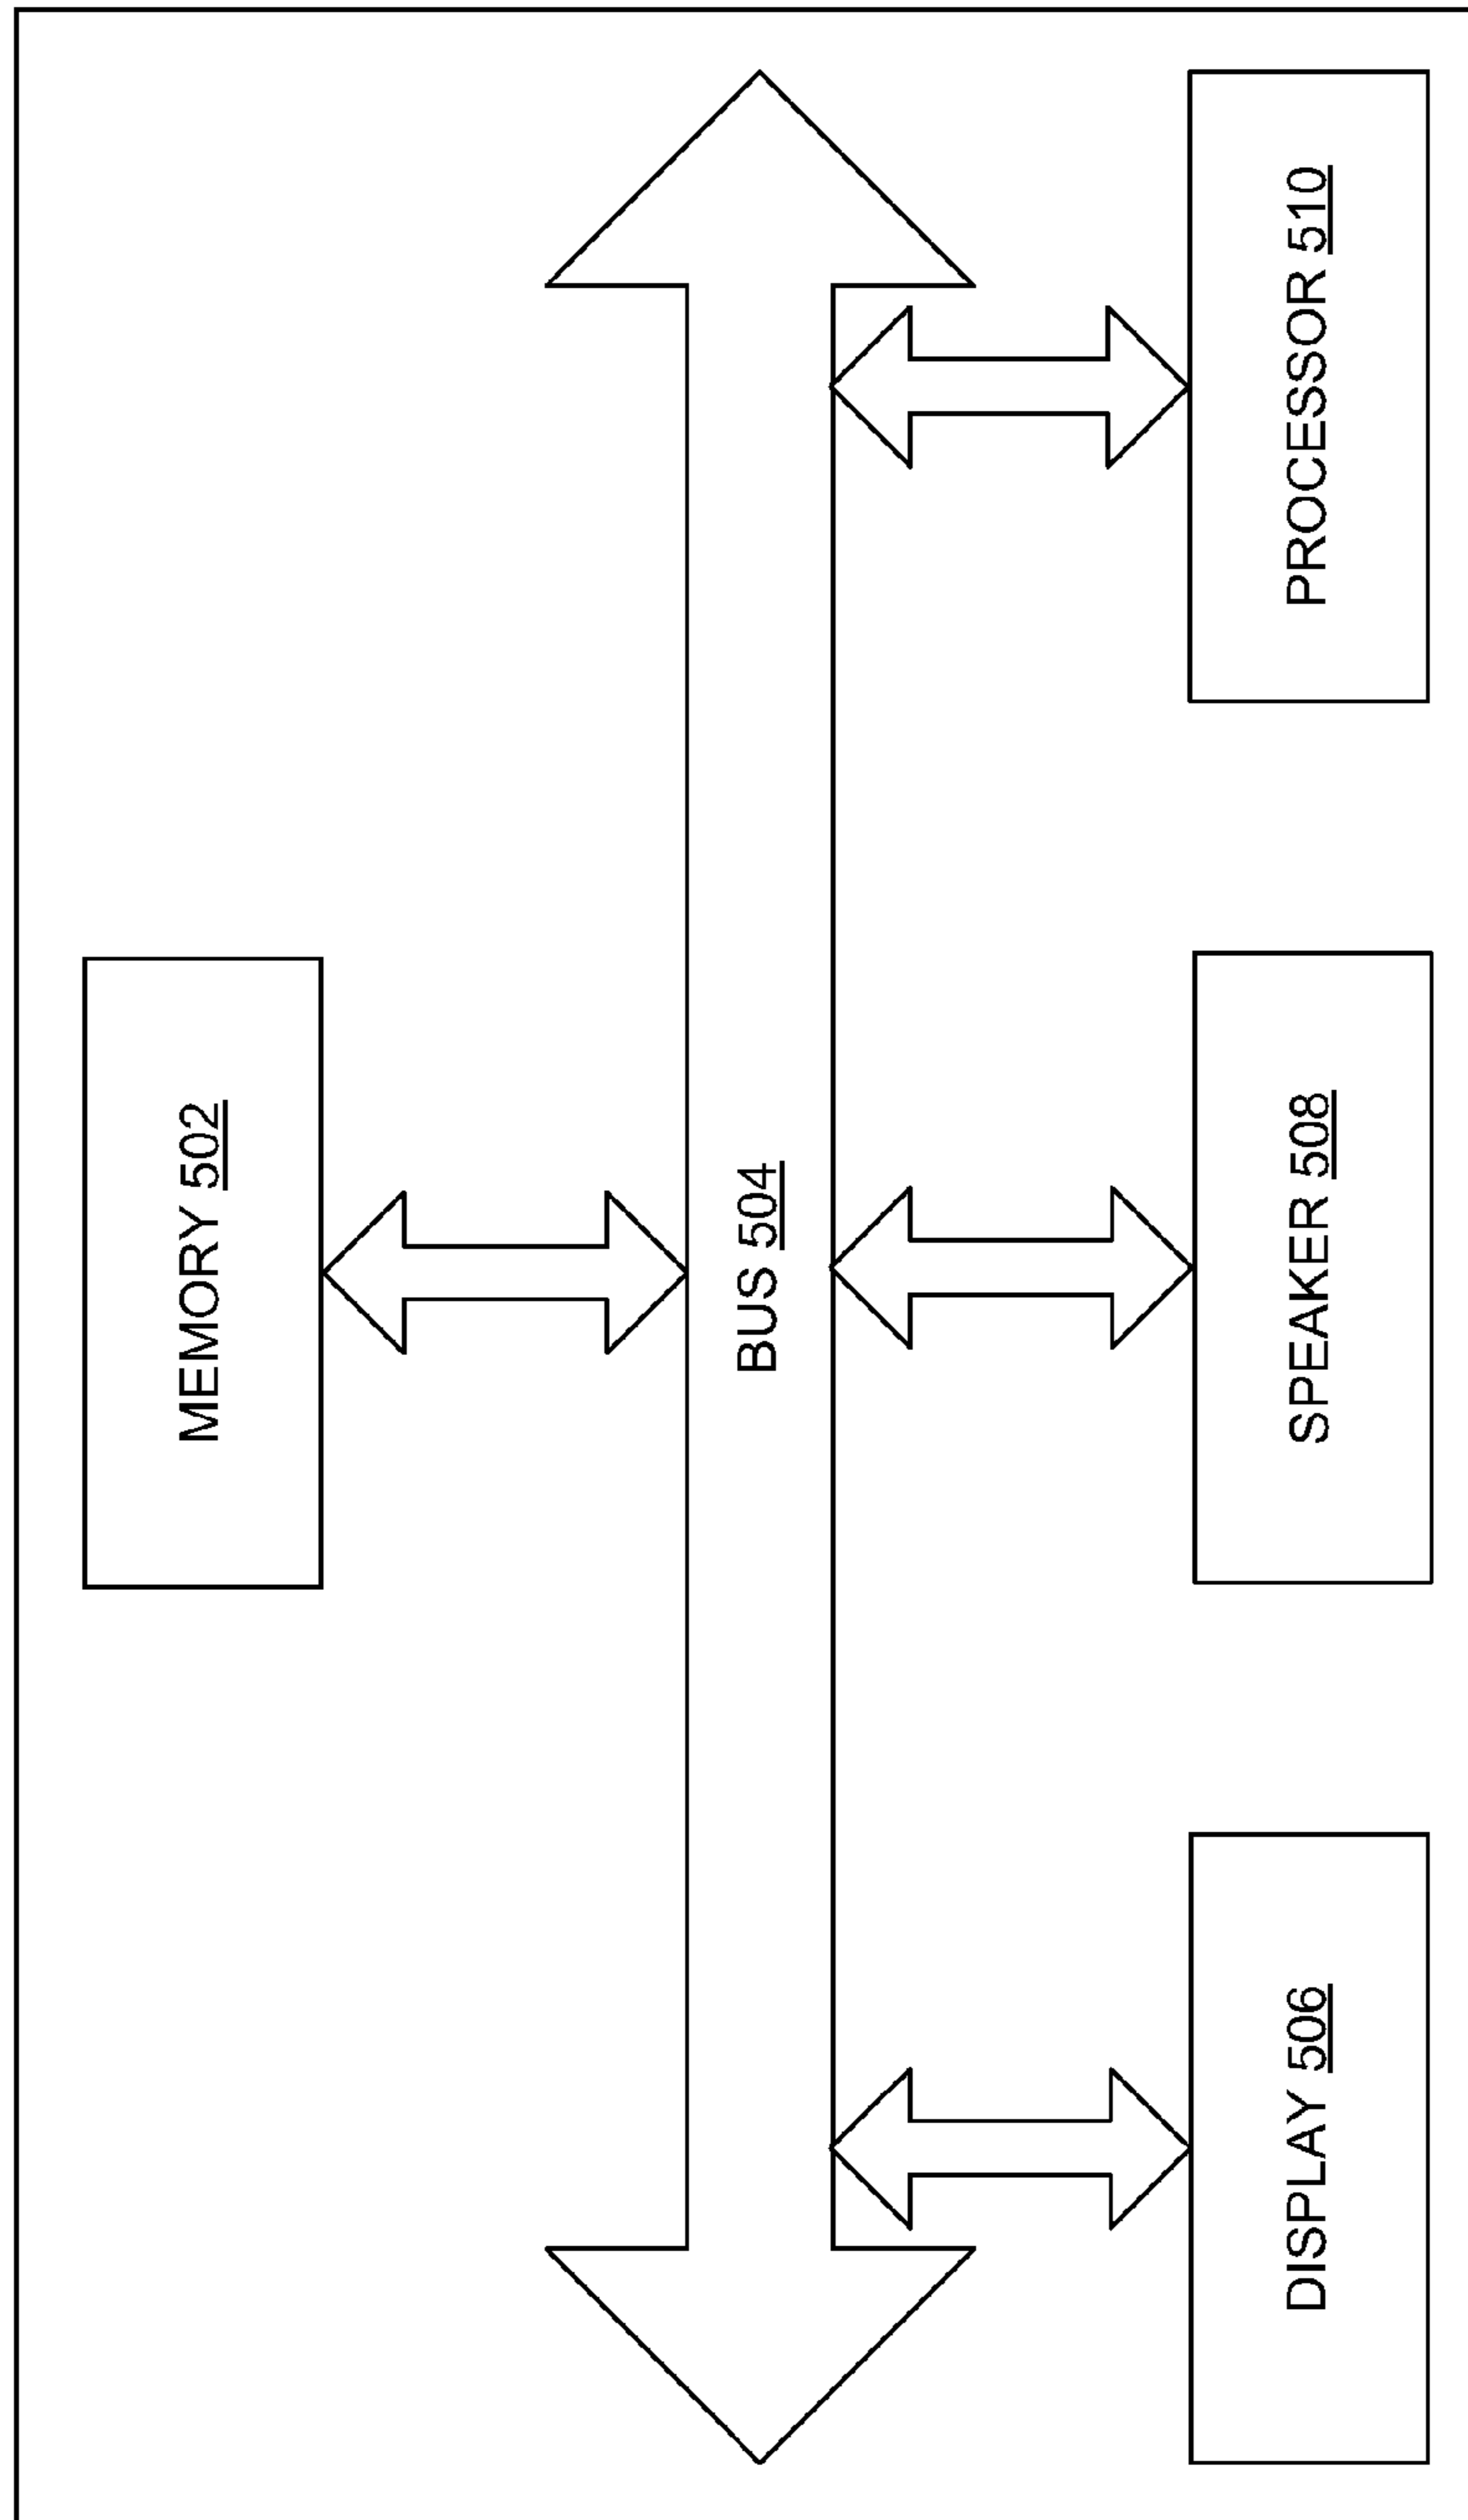 MEMORY 502
BUS 504
DISPLAY 506
SPEAKER 508
PROCESSOR 510